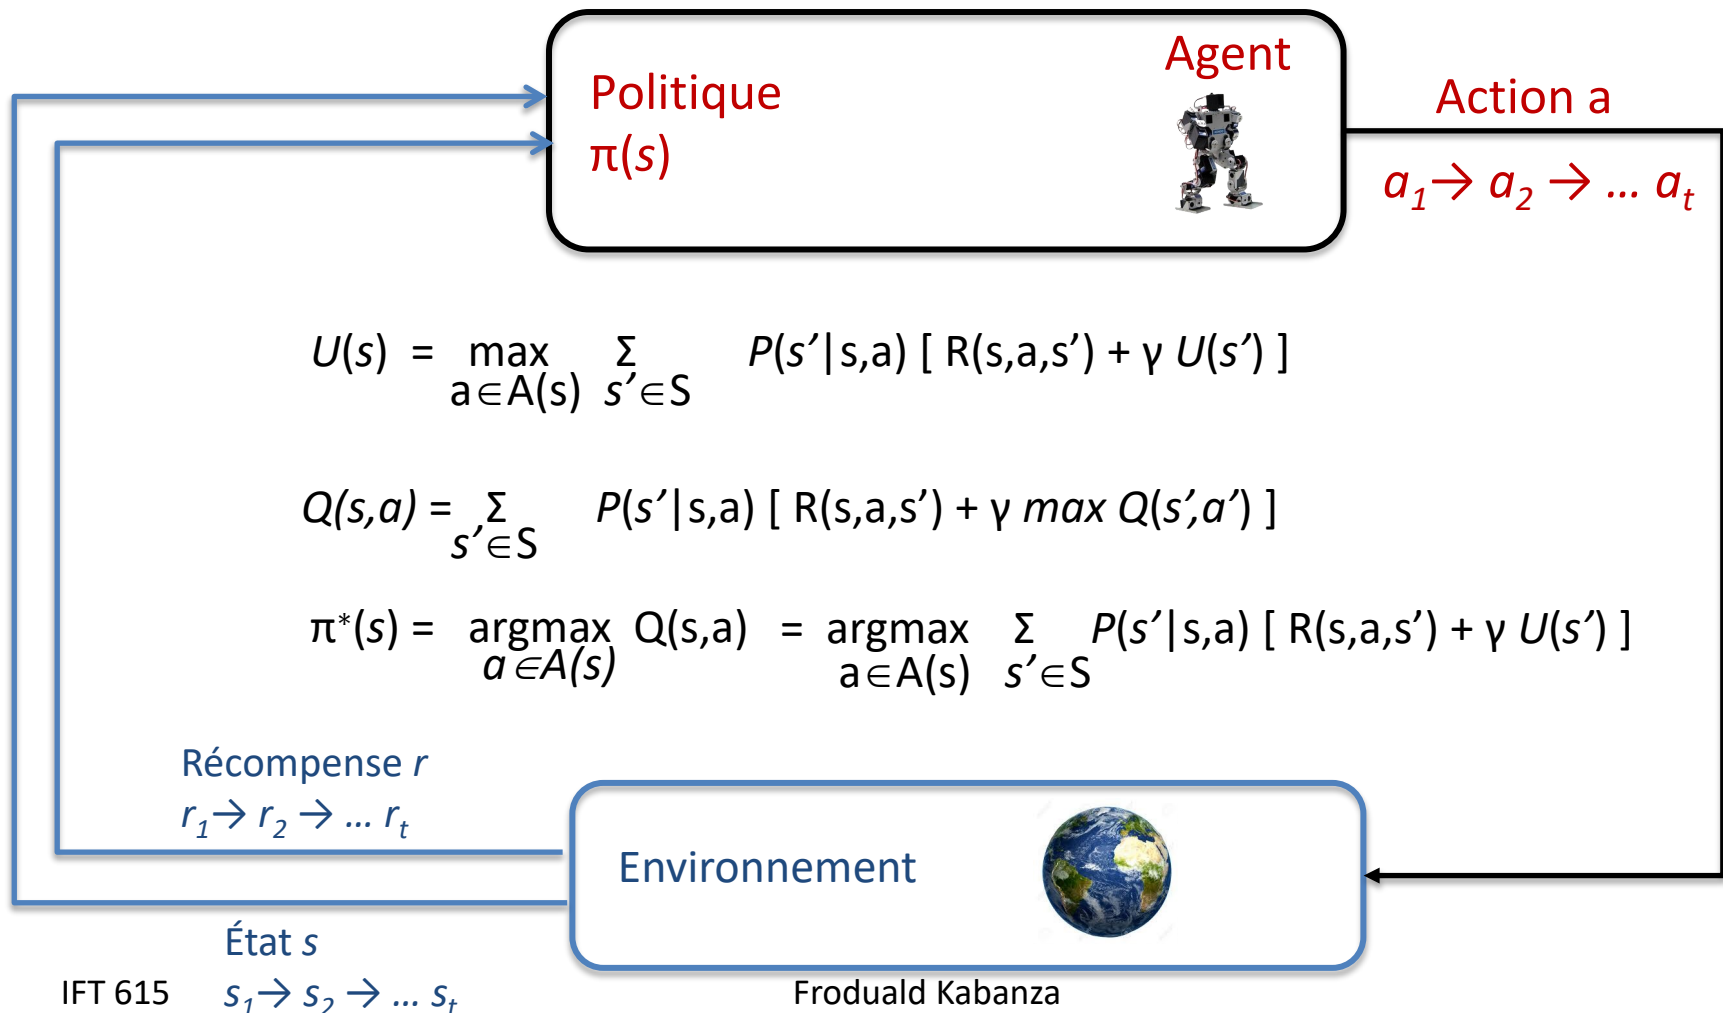 Agent
Politique
π(s)
Action a
a1→ a2 → … at
U(s) = max Σ P(s’|s,a) [ R(s,a,s’) + γ U(s’) ]
a∈A(s) s’∈S
Q(s,a) = Σ P(s’|s,a) [ R(s,a,s’) + γ max Q(s’,a’) ]
s’∈S
π*(s) = argmax Q(s,a) = argmax Σ P(s’|s,a) [ R(s,a,s’) + γ U(s’) ]
a∈A(s) a∈A(s) s’∈S
Récompense r
r1→ r2 → … rt
Environnement
État s
s1→ s2 → … st
IFT 615
Froduald Kabanza